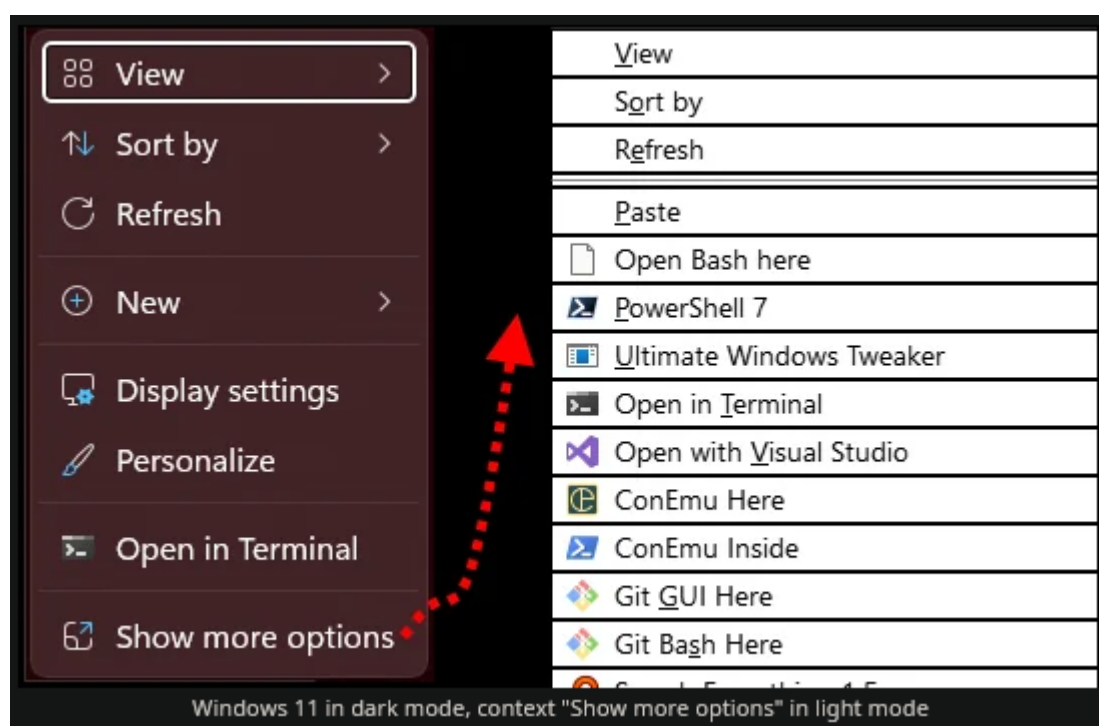 View
Sort by
Refresh
New
Display settings
Personalize
Open in Terminal
Show more options
View
Sort by
Refresh
Paste
Open Bash here
PowerShell 7
Ultimate Windows Tweaker
Open in Terminal
Open with Visual Studio
ConEmu Here
ConEmu Inside
Git GUI Here
Git Bash Here
Windows 11 in dark mode, context "Show more options" in light mode